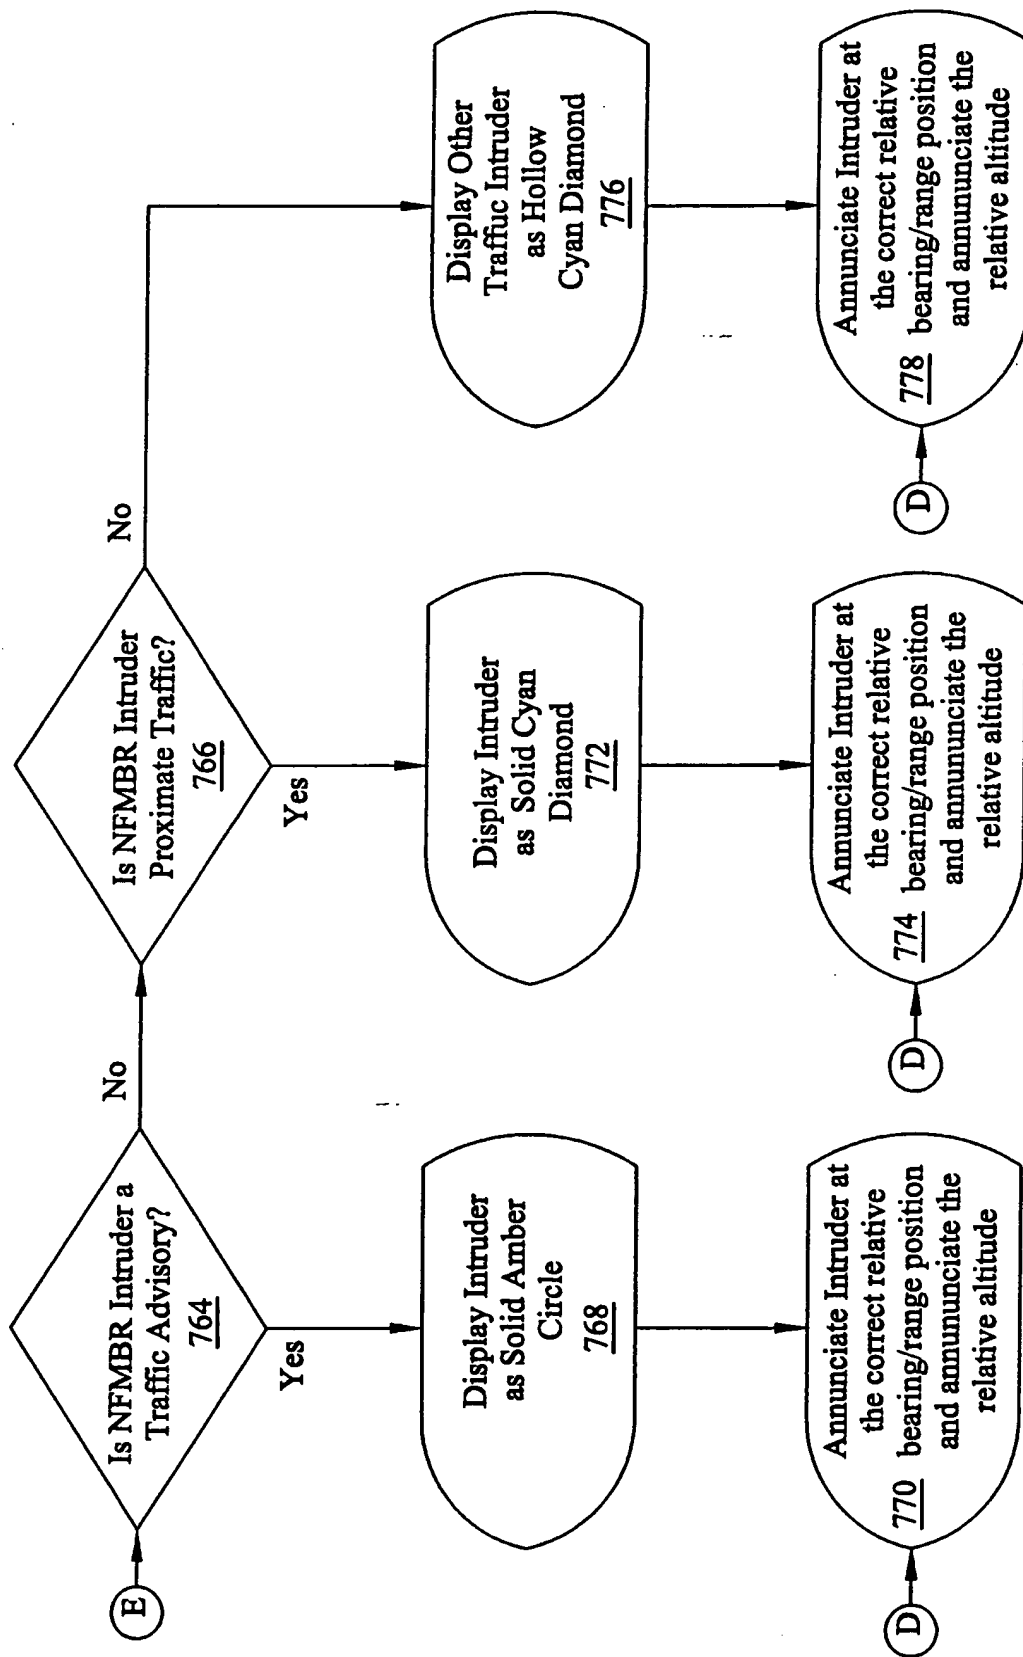 E
Is NFMBR Intruder a
Traffic Advisory?
764
No
Yes
Is NFMBR Intruder
Proximate Traffic?
766
No
Yes
Display Intruder
as Solid Amber
Circle
768
Display Intruder
as Solid Cyan
Diamond
772
Display Other
Traffuc Intruder
as Hollow
Cyan Diamond
776
D
Annunciate Intruder at
the correct relative
770 bearing/range position
and annunciate the
relative altitude
D
Annunciate Intruder at
the correct relative
774 bearing/range position
and annunciate the
relative altitude
D
Annunciate Intruder at
the correct relative
778 bearing/range position
and annunciate the
relative altitude